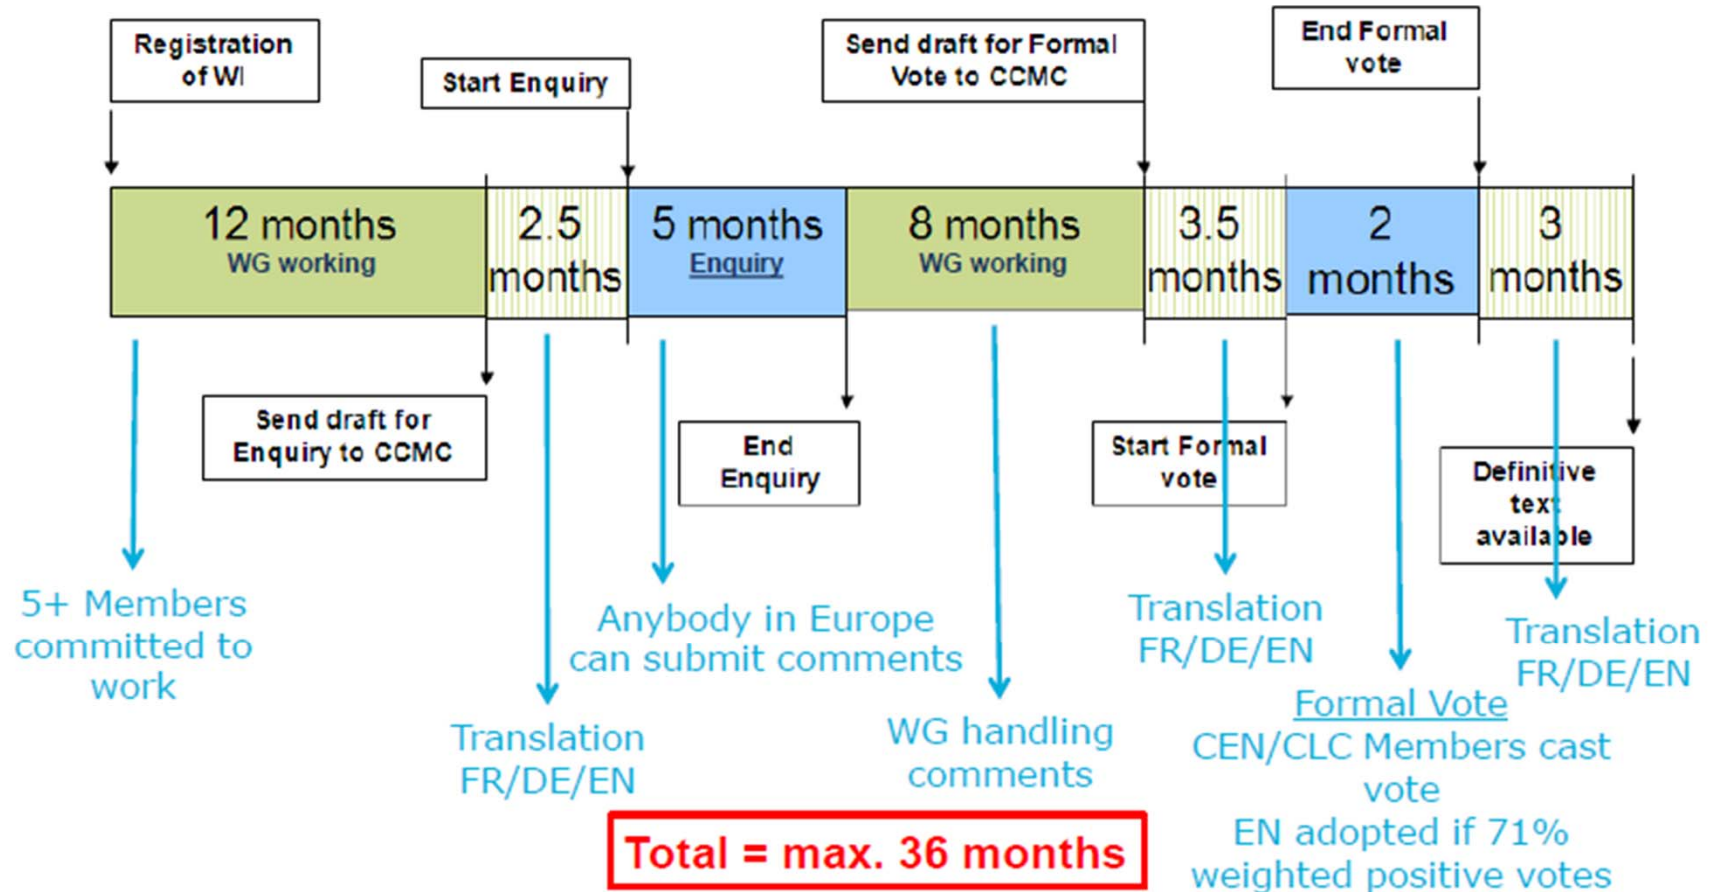 Registration
of WI
Start Enquiry
Send draft for Formal
Vote to CCMC
End Formal
vote
12 months
WG working
2.5
months
5 months
Enquiry
8 months
WG working
3.5
months
2
months
3
months
Send draft for
Enquiry to CCMC
End
Enquiry
Start Formal
vote
Definitive
text
available
5+ Members
committed to
work
Translation
FR/DE/EN
Anybody in Europe
can submit comments
WG handling
comments
Translation
FR/DE/EN
Formal Vote
CEN/CLC Members cast
vote
EN adopted if 71%
weighted positive votes
Translation
FR/DE/EN
Total = max. 36 months